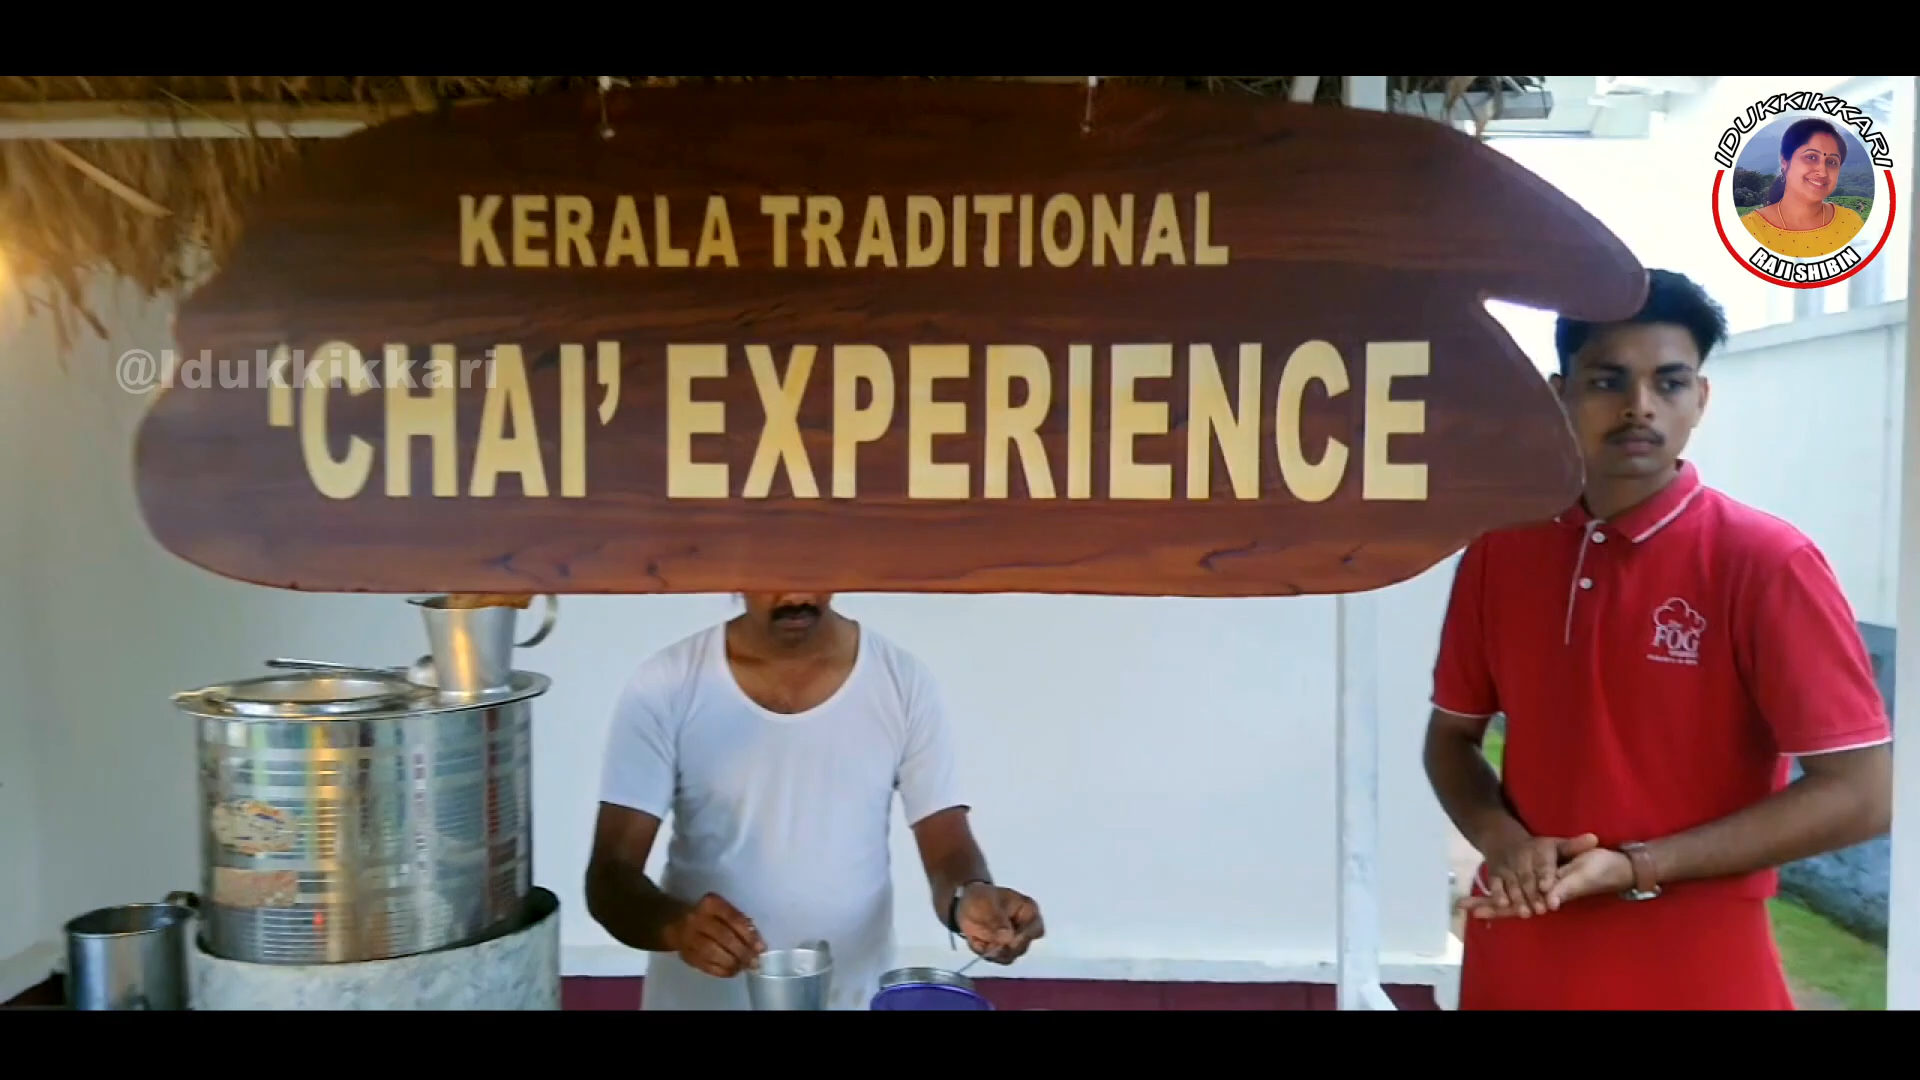 KERALA TRADITIONAL
'CHAI' EXPERIENCE
@Idukkikkari
IDUKKIKKARI
RAJI SHIBIN
FOG